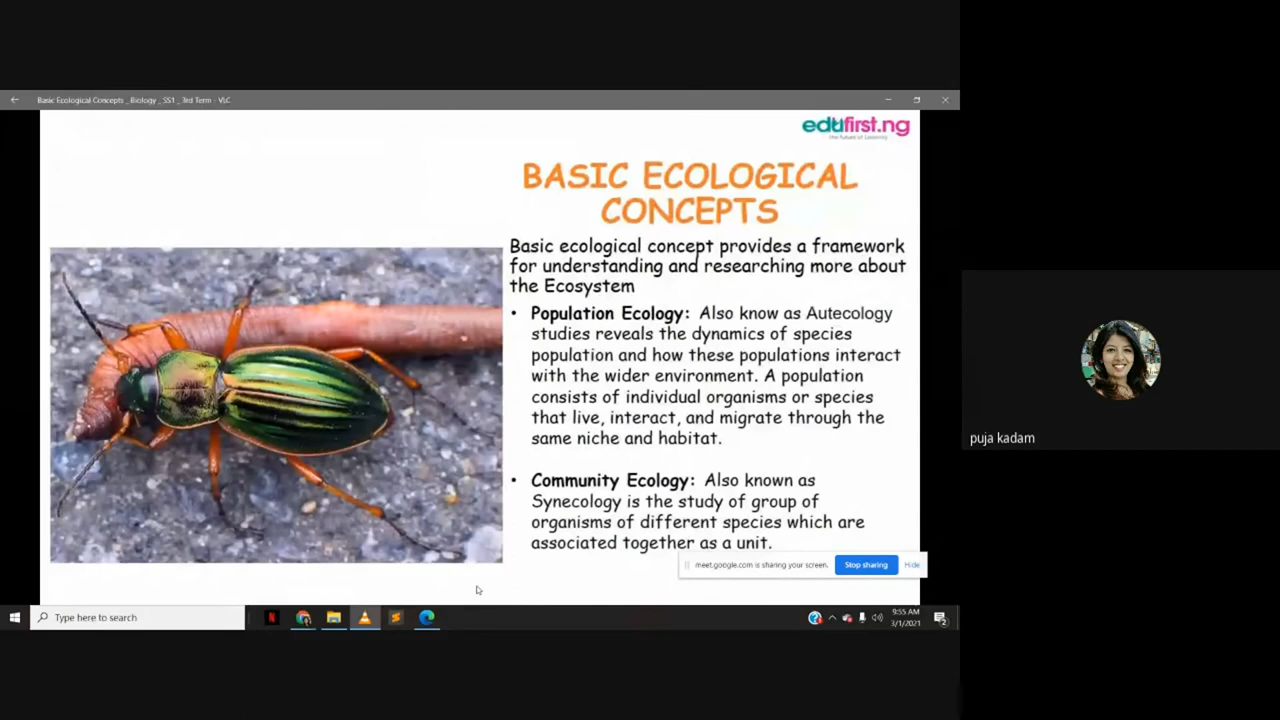 Basic Ecological Concepts _ Biology _ SS1 _ 3rd Term - VLC
edufirst.ng
the future of Learning
BASIC ECOLOGICAL
CONCEPTS
Basic ecological concept provides a framework
for understanding and researching more about
the Ecosystem
• Population Ecology: Also know as Autecology
studies reveals the dynamics of species
population and how these populations interact
with the wider environment. A population
consists of individual organisms or species
that live, interact, and migrate through the
same niche and habitat.
• Community Ecology: Also known as
Synecology is the study of group of
organisms of different species which are
associated together as a unit.
meet.google.com is sharing your screen. Stop sharing Hide
puja kadam
Type here to search
9:55 AM
3/1/2021
2